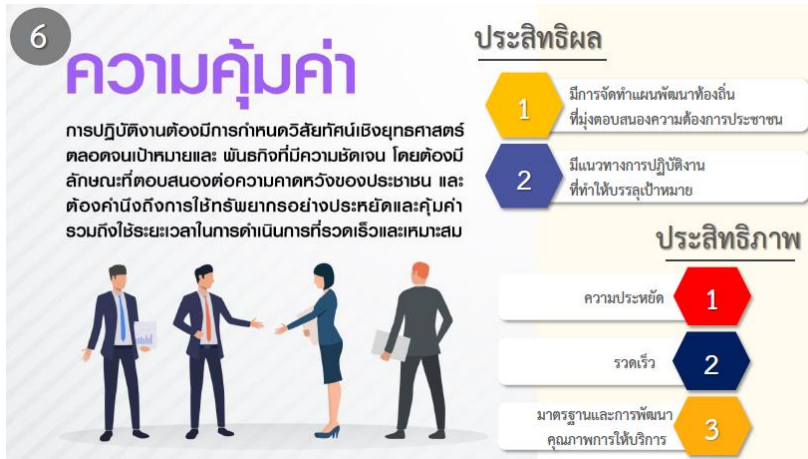 6
ความคุ้มค่า
การปฏิบัติงานต้องมีการกำหนดวิสัยทัศน์เชิงยุทธศาสตร์
ตลอดจนเป้าหมายและ พันธกิจที่มีความชัดเจน โดยต้องมี
ลักษณะที่ตอบสนองต่อความคาดหวังของประชาชน และ
ต้องคำนึงถึงการใช้ทรัพยากรอย่างประหยัดและคุ้มค่า
รวมถึงใช้ระยะเวลาในการดำเนินการที่รวดเร็วและเหมาะสม
ประสิทธิผล
1
มีการจัดทำแผนพัฒนาท้องถิ่น
ที่มุ่งตอบสนองความต้องการประชาชน
2
มีแนวทางการปฏิบัติงาน
ที่ทำให้บรรลุเป้าหมาย
ประสิทธิภาพ
ความประหยัด
1
รวดเร็ว
2
มาตรฐานและการพัฒนา
คุณภาพการให้บริการ
3